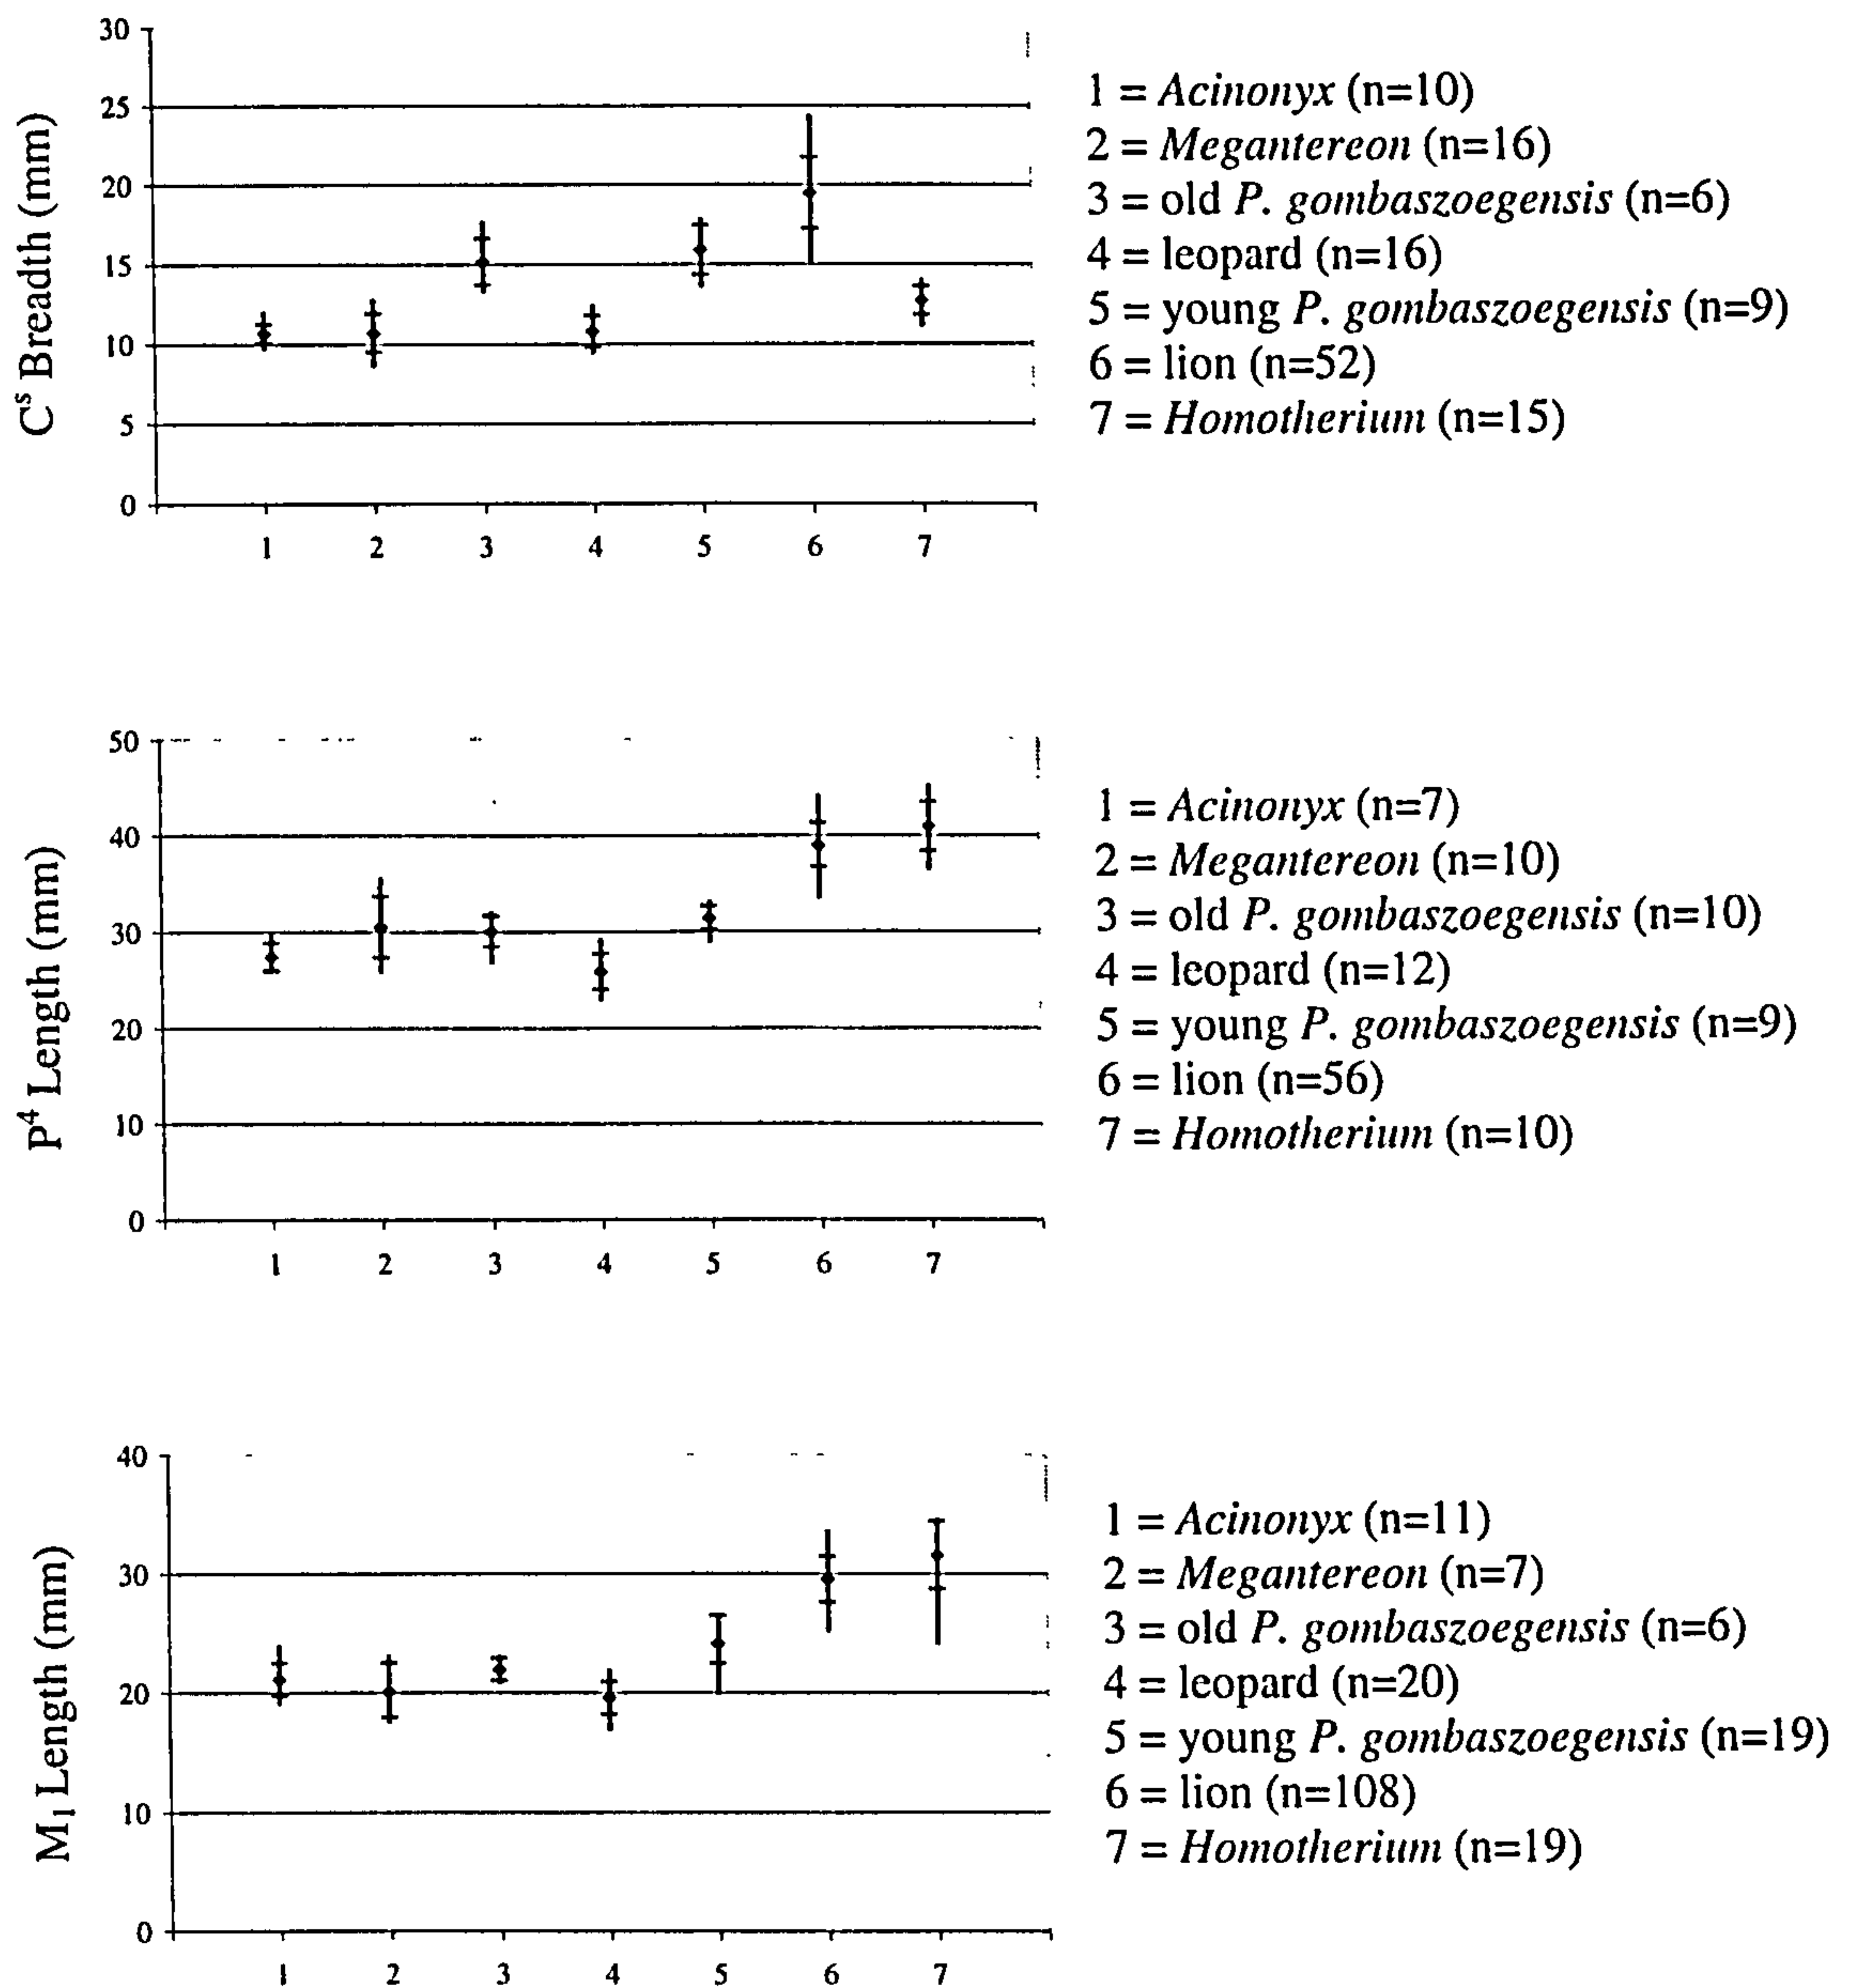 Cˢ Breadth (mm)
30
25
20
15
10
5
0
1 2 3 4 5 6 7
1 = Acinonyx (n=10)
2 = Megantereon (n=16)
3 = old P. gombaszoegensis (n=6)
4 = leopard (n=16)
5 = young P. gombaszoegensis (n=9)
6 = lion (n=52)
7 = Homotherium (n=15)
P⁴ Length (mm)
50
40
30
20
10
0
1 2 3 4 5 6 7
1 = Acinonyx (n=7)
2 = Megantereon (n=10)
3 = old P. gombaszoegensis (n=10)
4 = leopard (n=12)
5 = young P. gombaszoegensis (n=9)
6 = lion (n=56)
7 = Homotherium (n=10)
M₁ Length (mm)
40
30
20
10
0
1 2 3 4 5 6 7
1 = Acinonyx (n=11)
2 = Megantereon (n=7)
3 = old P. gombaszoegensis (n=6)
4 = leopard (n=20)
5 = young P. gombaszoegensis (n=19)
6 = lion (n=108)
7 = Homotherium (n=19)